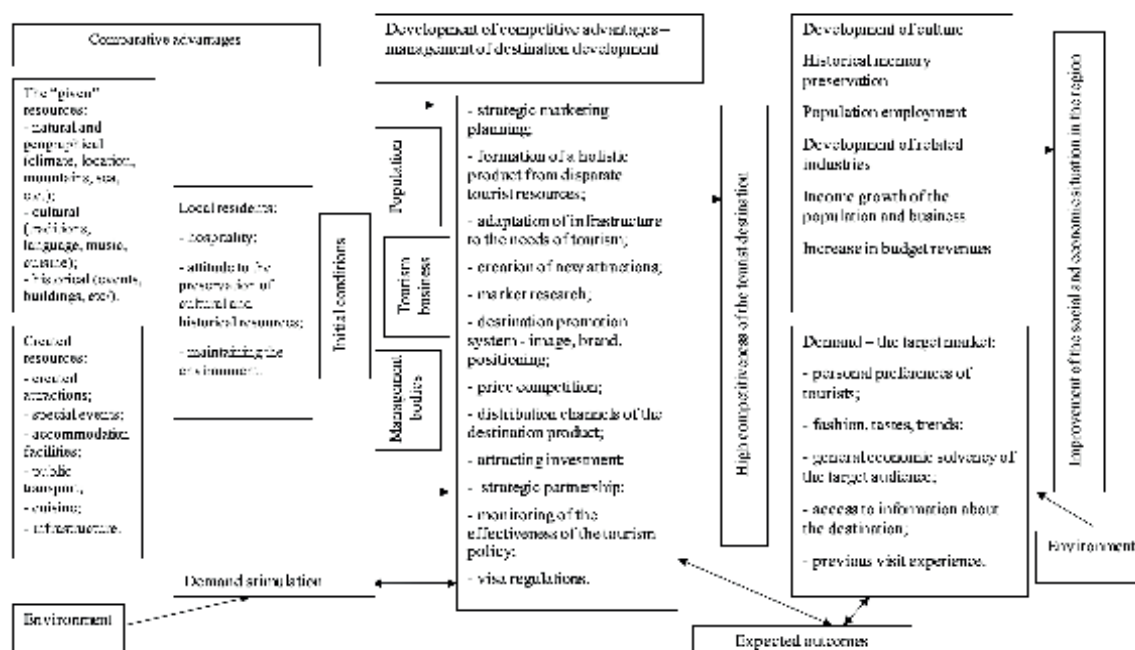 Comparative advantages
The "given"
resources:
- natural and
geographical
(climate, location,
mountains, sea,
etc.);
- cultural
(traditions,
language, music,
cuisine);
- historical (events,
buildings, etc/).
Created
resources:
- created
attractions;
- special events;
- accommodation
facilities;
- public
transport,
- cuisine;
- infrastructure.
Environment
Local residents:
- hospitality;
- attitude to the
preservation of
cultural and
historical resources;
- maintaining the
environment.
Demand stimulation
Initial conditions
Development of competitive advantages –
management of destination development
Population
Tourism
business
Management
bodies
- strategic marketing
planning;
- formation of a holistic
product from disparate
tourist resources;
- adaptation of infrastructure
to the needs of tourism;
- creation of new attractions;
- market research;
- destination promotion
system - image, brand,
positioning;
- price competition;
- distribution channels of the
destination product;
- attracting investment;
- strategic partnership;
- monitoring of the
effectiveness of the tourism
policy;
- visa regulations.
High competitiveness of the tourist destination
Development of culture
Historical memory
preservation
Population employment
Development of related
industries
Income growth of the
population and business
Increase in budget revenues
Demand – the target market:
- personal preferences of
tourists;
- fashion, tastes, trends;
- general economic solvency of
the target audience;
- access to information about
the destination;
- previous visit experience.
Expected outcomes
Improvement of the social and economic situation in the region
Environment